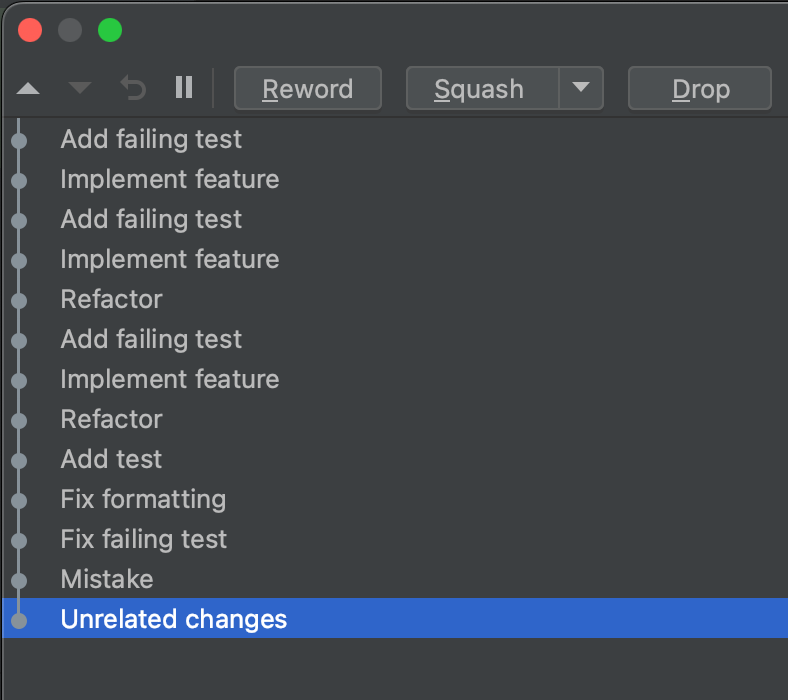 Reword Squash Drop
Add failing test
Implement feature
Add failing test
Implement feature
Refactor
Add failing test
Implement feature
Refactor
Add test
Fix formatting
Fix failing test
Mistake
Unrelated changes